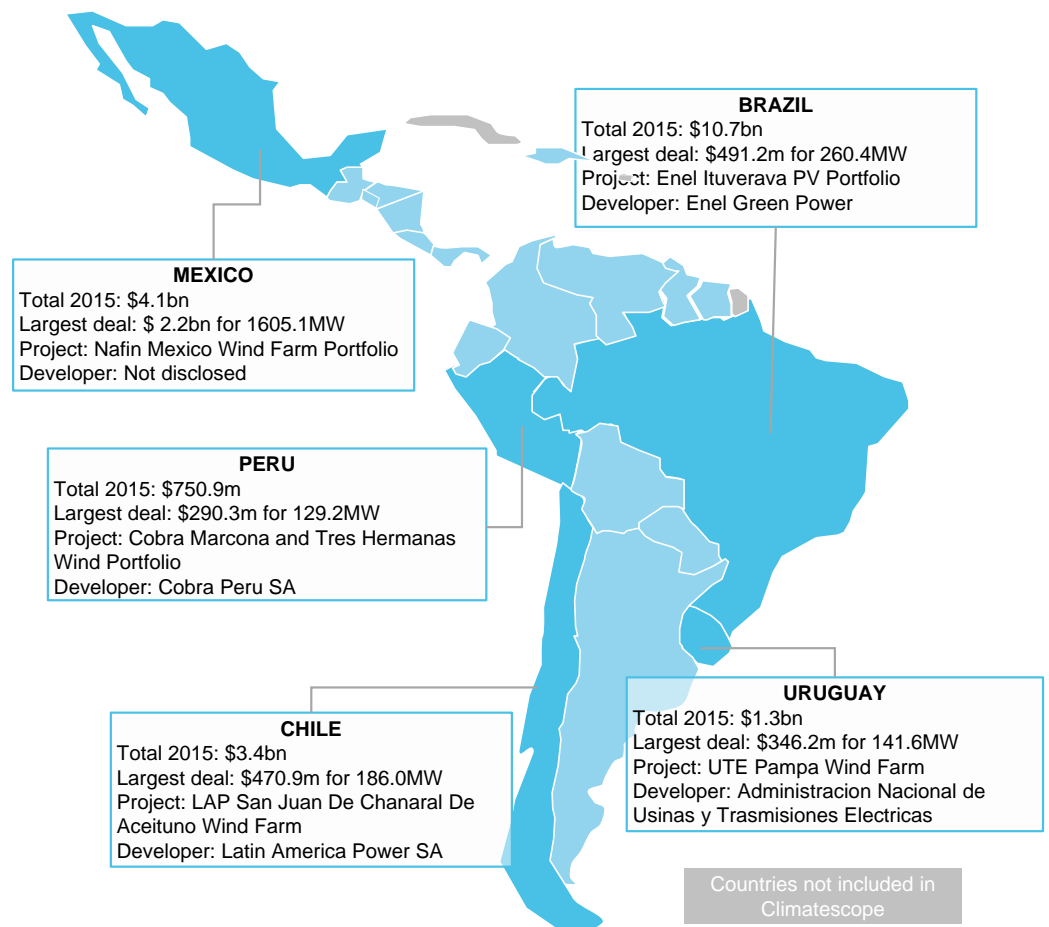 BRAZIL
Total 2015: $10.7bn
Largest deal: $491.2m for 260.4MW
Project: Enel Ituverava PV Portfolio
Developer: Enel Green Power
MEXICO
Total 2015: $4.1bn
Largest deal: $ 2.2bn for 1605.1MW
Project: Nafin Mexico Wind Farm Portfolio
Developer: Not disclosed
PERU
Total 2015: $750.9m
Largest deal: $290.3m for 129.2MW
Project: Cobra Marcona and Tres Hermanas
Wind Portfolio
Developer: Cobra Peru SA
URUGUAY
Total 2015: $1.3bn
Largest deal: $346.2m for 141.6MW
Project: UTE Pampa Wind Farm
Developer: Administracion Nacional de
Usinas y Trasmisiones Electricas
CHILE
Total 2015: $3.4bn
Largest deal: $470.9m for 186.0MW
Project: LAP San Juan De Chanaral De
Aceituno Wind Farm
Developer: Latin America Power SA
Countries not included in
Climatescope